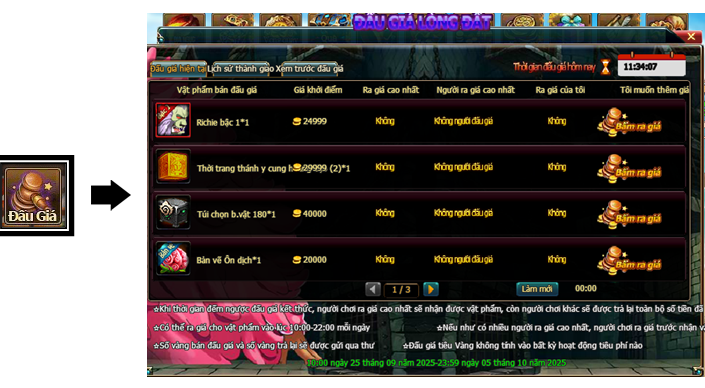 ĐẤU GIÁ LÒNG ĐẤT
Đấu giá hiện tại Lịch sử thành giao Xem trước đấu giá
Thời gian đấu giá hôm nay 11:34:07
Vật phẩm bán đấu giá Giá khởi điểm Ra giá cao nhất Người ra giá cao nhất Ra giá của tôi Tôi muốn thêm giá
Richie bậc 1*1 24999 Không Không người đấu giá Không Bấm ra giá
Thời trang thánh y cung h 29999 (2)*1 Không Không người đấu giá Không Bấm ra giá
Túi chọn b.vật 180*1 40000 Không Không người đấu giá Không Bấm ra giá
Đấu Giá
Bản vẽ Ôn dịch*1 20000 Không Không người đấu giá Không Bấm ra giá
1 / 3 Làm mới 00:00
☆Khi thời gian đếm ngược đấu giá kết thúc, người chơi ra giá cao nhất sẽ nhận được vật phẩm, còn người chơi khác sẽ được trả lại toàn bộ số tiền đã
☆Có thể ra giá cho vật phẩm vào lúc 10:00-22:00 mỗi ngày ☆Nếu như có nhiều người ra giá cao nhất, người chơi ra giá trước nhận
☆Số vàng bán đấu giá và số vàng trả lại sẽ được gửi qua thư ☆Đấu giá tiêu Vàng không tính vào bất kỳ hoạt động tiêu phí nào
10:00 ngày 25 tháng 09 năm 2025-23:59 ngày 05 tháng 10 năm 2025